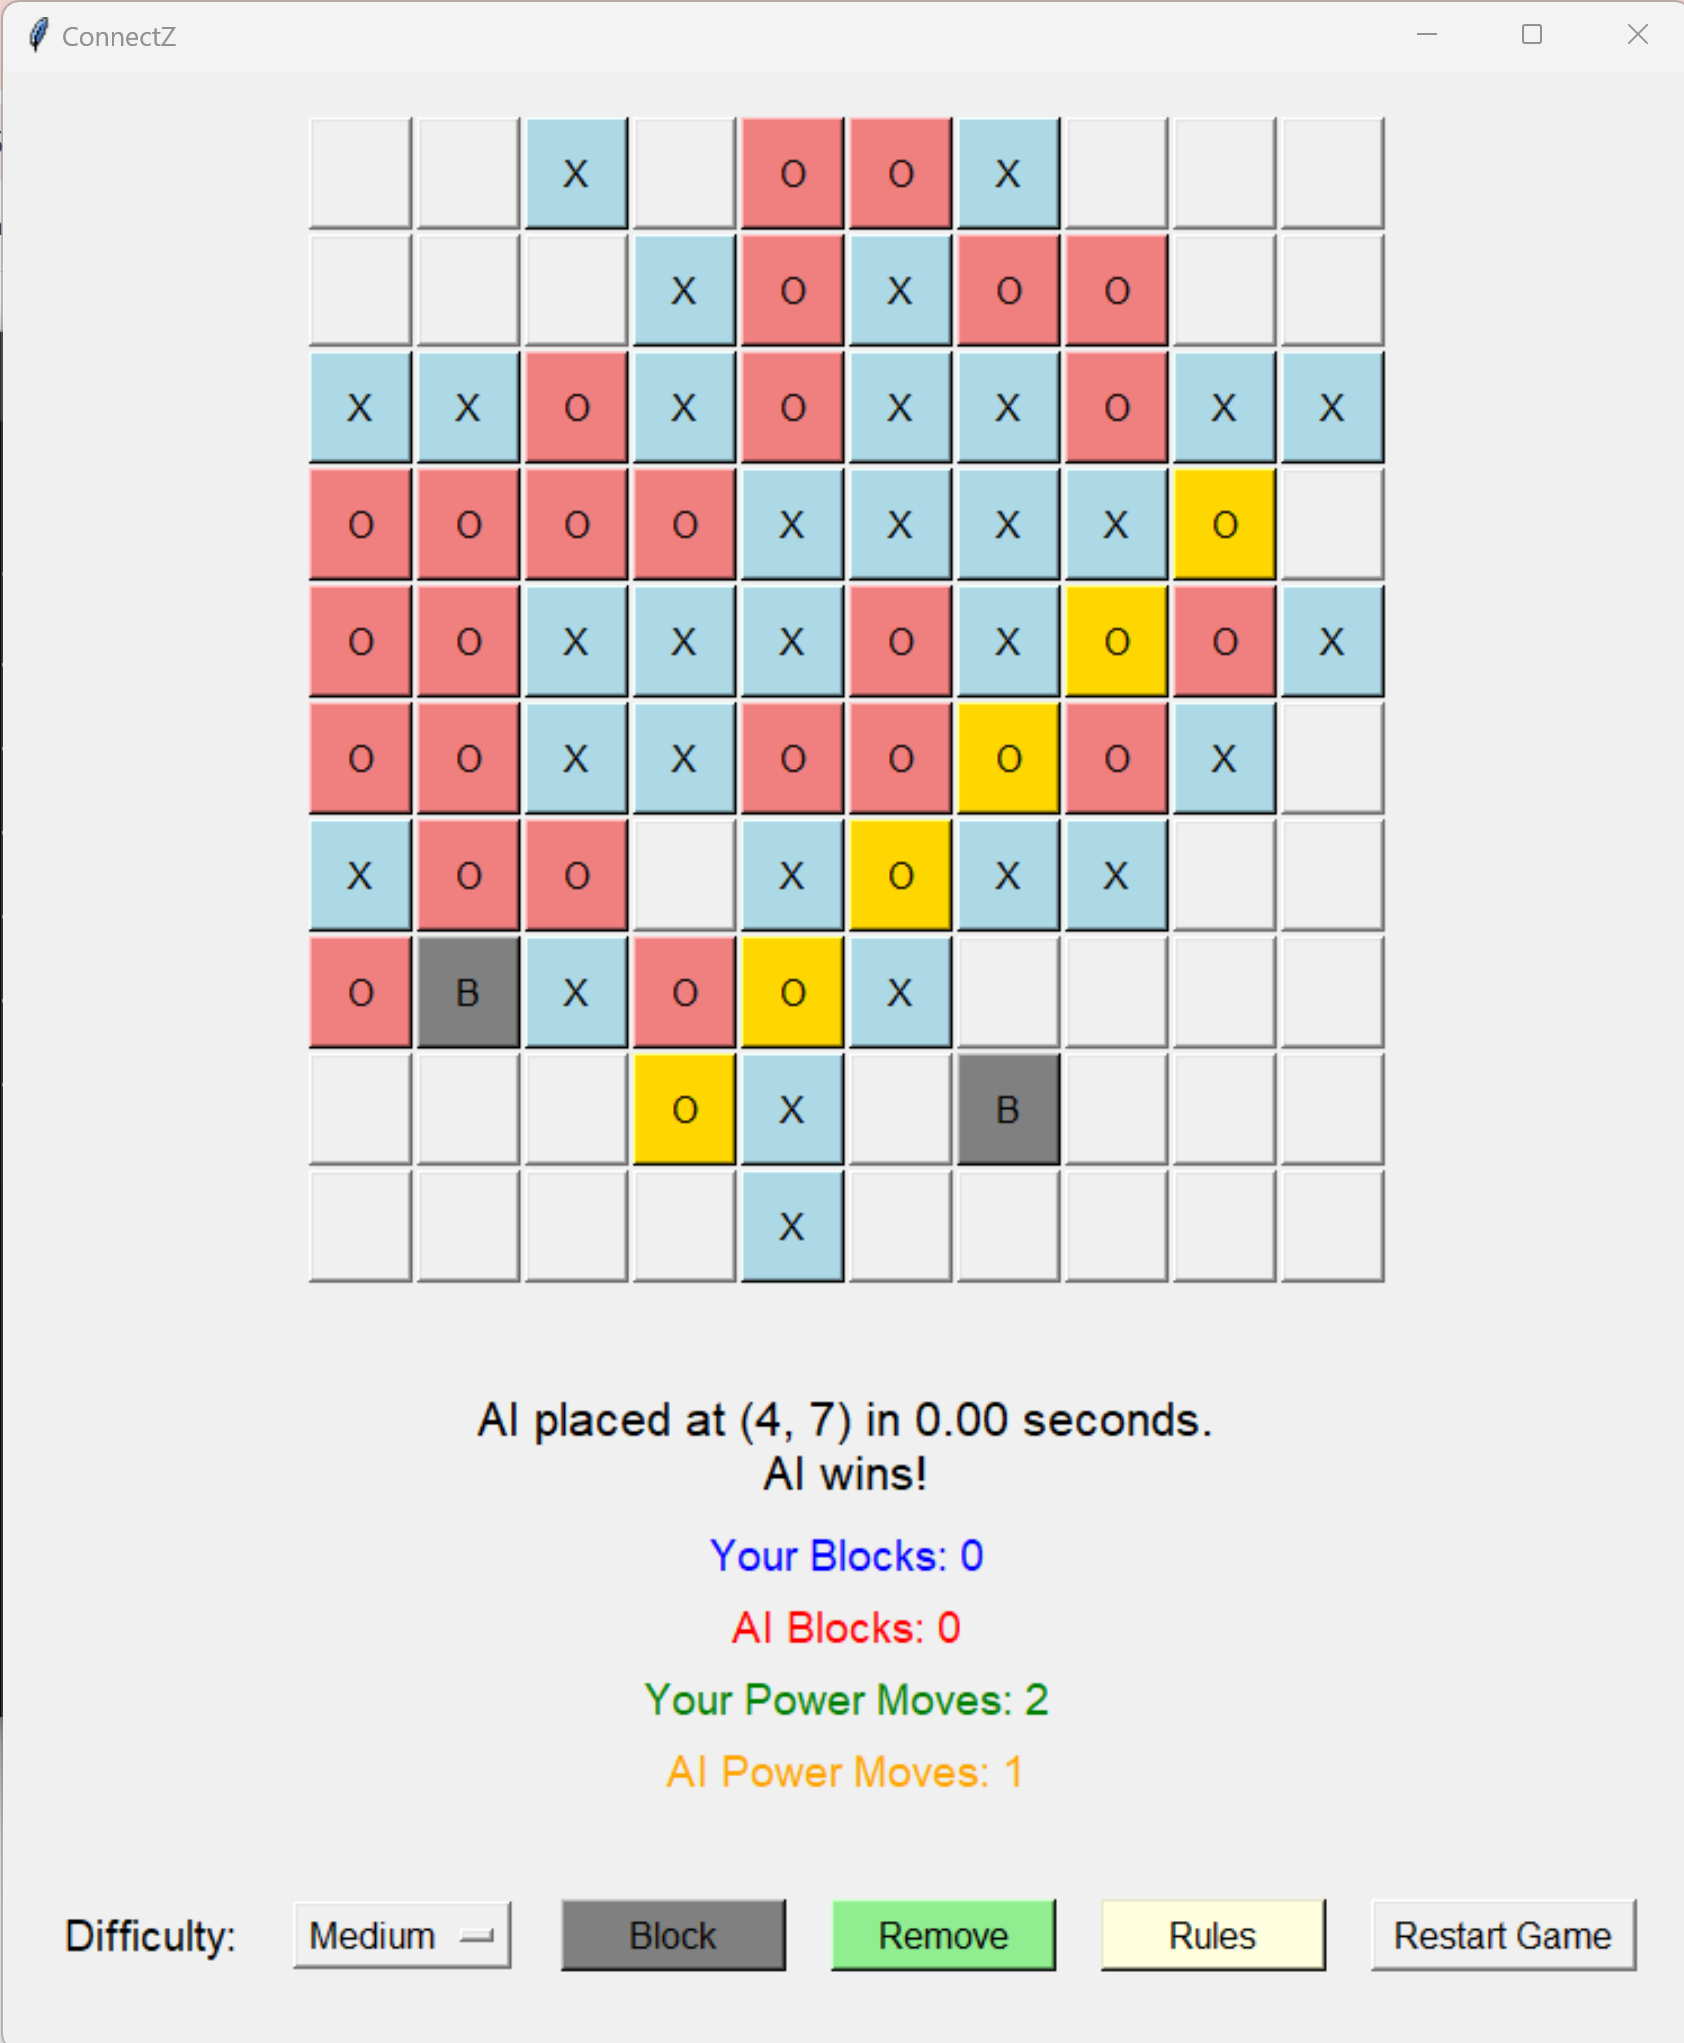 ConnectZ
X O O X
X O X O O
X X O X O X X O X X
O O O O X X X X O
O O X X X O X O O X
O O X X O O O O X
X O O X O X X
O B X O O X
O X B
X
AI placed at (4, 7) in 0.00 seconds.
AI wins!
Your Blocks: 0
AI Blocks: 0
Your Power Moves: 2
AI Power Moves: 1
Difficulty: Medium Block Remove Rules Restart Game